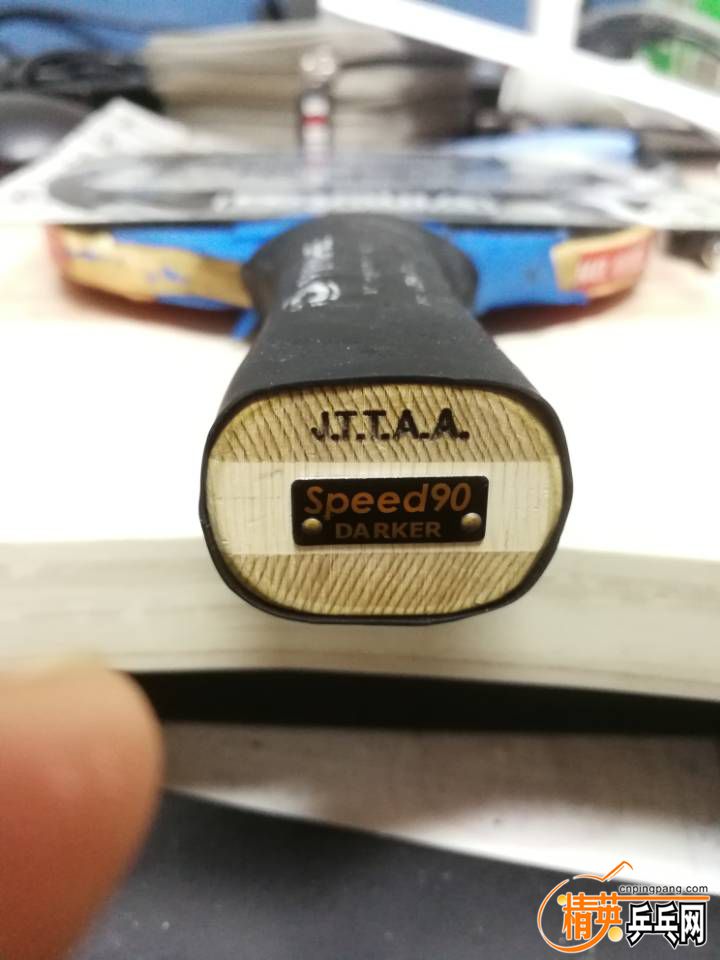 J.T.T.A.A.
Speed90
DARKER
cnpingpang.com
精英乒乓网